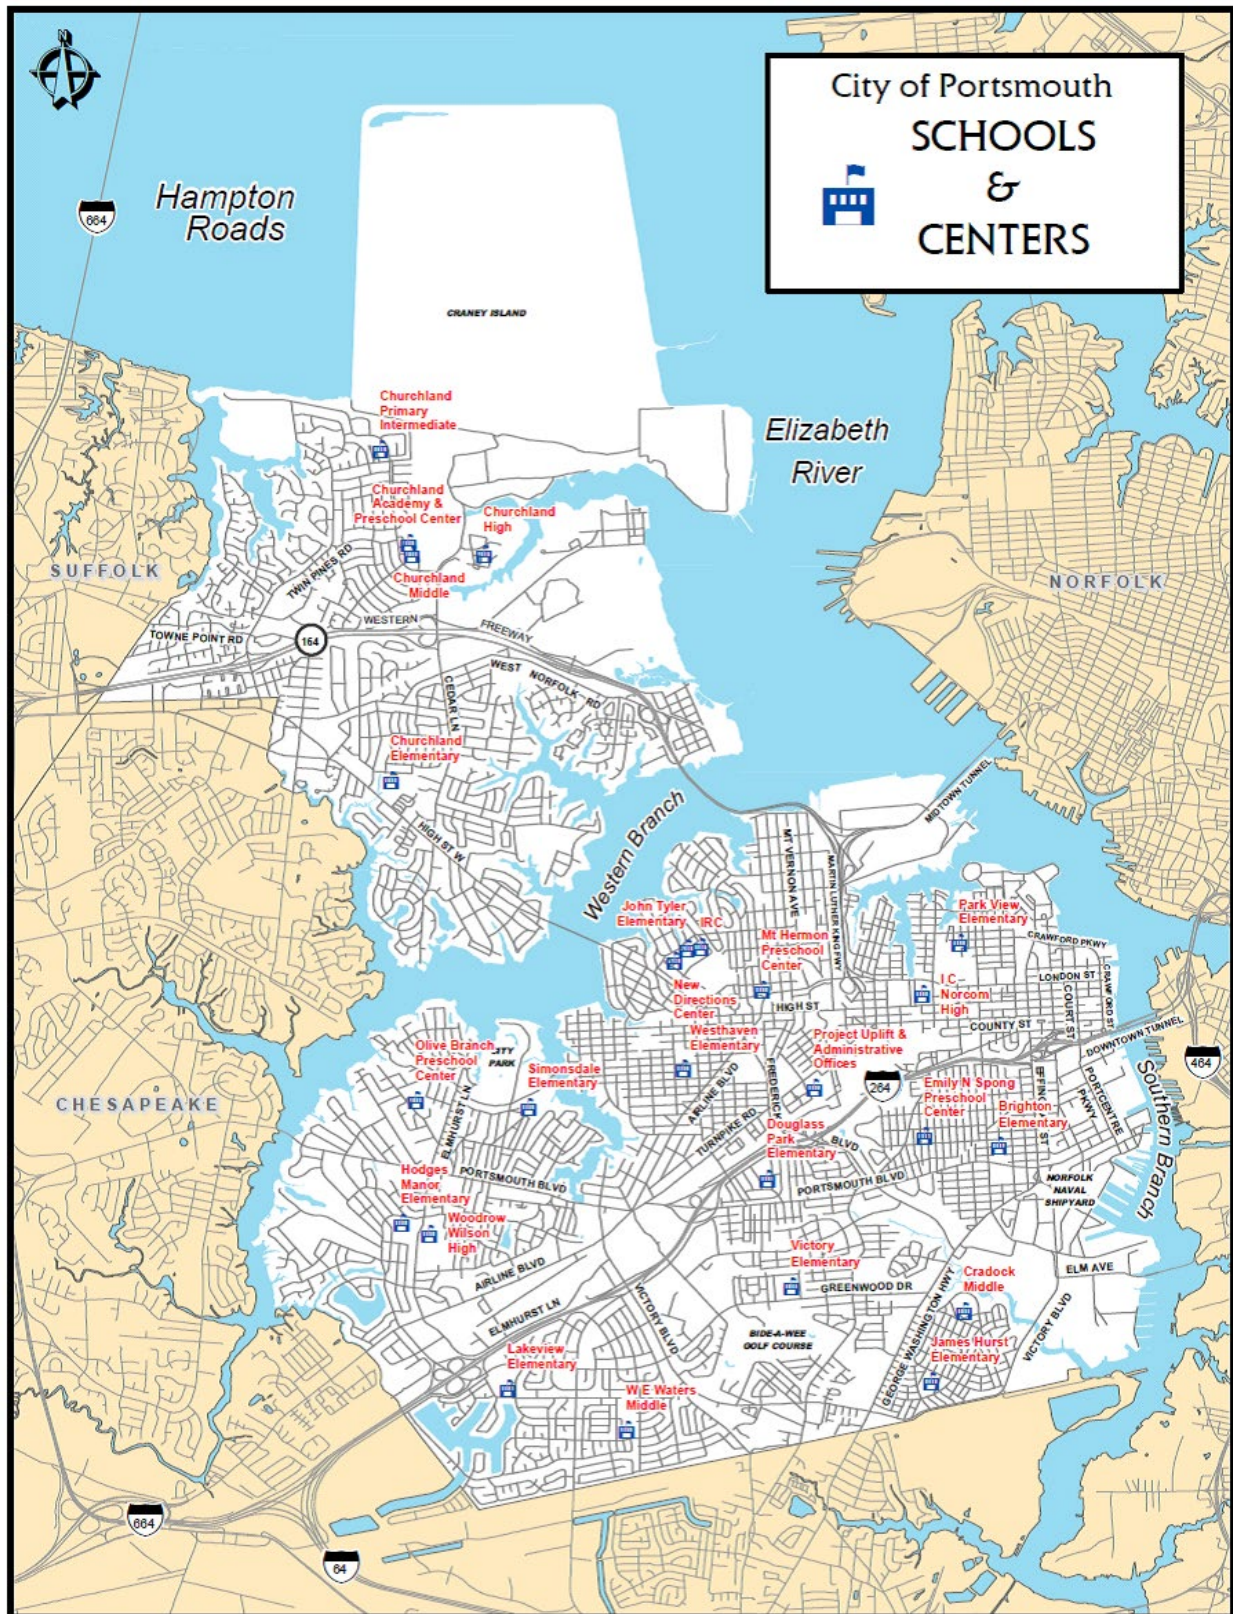 N
City of Portsmouth
SCHOOLS
&
CENTERS
664
Hampton
Roads
CRANEY ISLAND
Churchland
Primary
Intermediate
Elizabeth
River
Churchland
Academy &
Preschool Center
Churchland
High
SUFFOLK
TWIN PINES RD
Churchland
Middle
NORFOLK
TOWNE POINT RD
164
WESTERN
FREEWAY
WEST NORFOLK RD
CEDAR LN
Churchland
Elementary
HIGH ST W
Western Branch
MIDTOWN TUNNEL
MT VERNON AVE
MARTIN LUTHER KING FWY
John Tyler
Elementary
IRC
Mt Hermon
Preschool
Center
Park View
Elementary
CRAWFORD PKWY
LONDON ST
CRAWFORD ST
COURT ST
New
Directions
Center
HIGH ST
I C
Norcom
High
COUNTY ST
DOWNTOWN TUNNEL
Westhaven
Elementary
Project Uplift &
Administrative
Offices
264
464
Olive Branch
Preschool
Center
CITY
PARK
Simonsdale
Elementary
CHESAPEAKE
ELMHURST LN
AIRLINE BLVD
TURNPIKE RD
FREDERICK
BLVD
Emily N Spong
Preschool
Center
Brighton
Elementary
PORTCENTRE
PKWY
Southern Branch
Douglass
Park
Elementary
Hodges
Manor
Elementary
PORTSMOUTH BLVD
PORTSMOUTH BLVD
NORFOLK
NAVAL
SHIPYARD
Woodrow
Wilson
High
AIRLINE BLVD
Victory
Elementary
GREENWOOD DR
Cradock
Middle
ELM AVE
ELMHURST LN
VICTORY BLVD
BIDE-A-WEE
GOLF COURSE
GEORGE WASHINGTON HWY
VICTORY BLVD
James Hurst
Elementary
Lakeview
Elementary
W E Waters
Middle
664
64